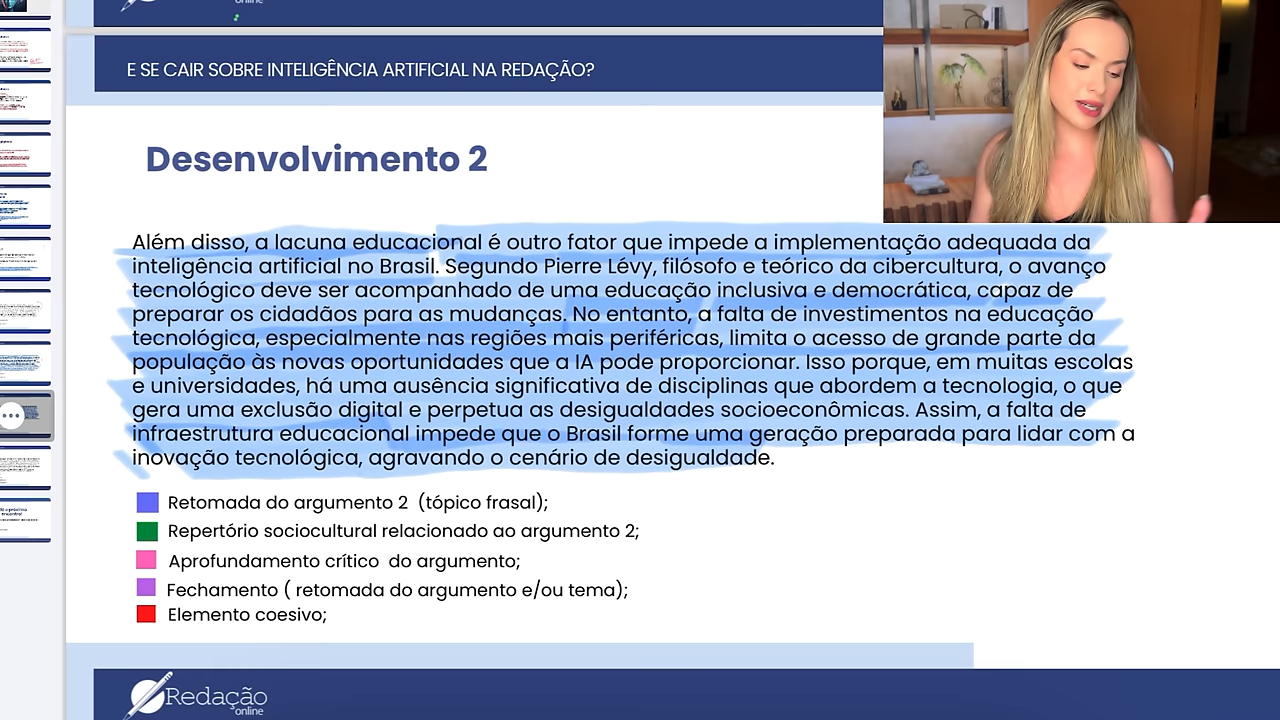 online
E SE CAIR SOBRE INTELIGÊNCIA ARTIFICIAL NA REDAÇÃO?
Desenvolvimento 2
Além disso, a lacuna educacional é outro fator que impede a implementação adequada da
inteligência artificial no Brasil. Segundo Pierre Lévy, filósofo e teórico da cibercultura, o avanço
tecnológico deve ser acompanhado de uma educação inclusiva e democrática, capaz de
preparar os cidadãos para as mudanças. No entanto, a falta de investimentos na educação
tecnológica, especialmente nas regiões mais periféricas, limita o acesso de grande parte da
população às novas oportunidades que a IA pode proporcionar. Isso porque, em muitas escolas
e universidades, há uma ausência significativa de disciplinas que abordem a tecnologia, o que
gera uma exclusão digital e perpetua as desigualdades socioeconômicas. Assim, a falta de
infraestrutura educacional impede que o Brasil forme uma geração preparada para lidar com a
inovação tecnológica, agravando o cenário de desigualdade.
Retomada do argumento 2 (tópico frasal);
Repertório sociocultural relacionado ao argumento 2;
Aprofundamento crítico do argumento;
Fechamento ( retomada do argumento e/ou tema);
Elemento coesivo;
Redação
online